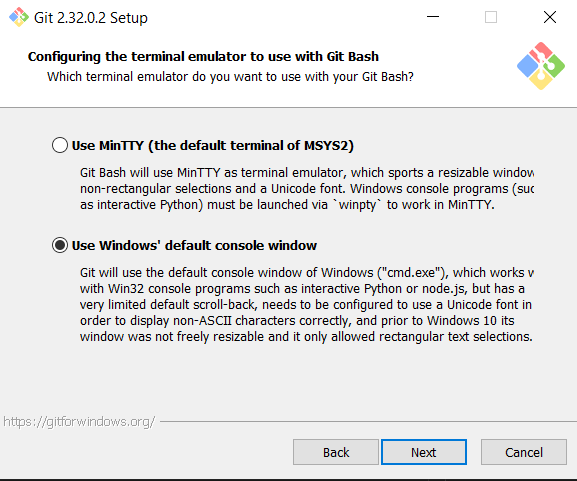 Git 2.32.0.2 Setup
Configuring the terminal emulator to use with Git Bash
Which terminal emulator do you want to use with your Git Bash?
Use MinTTY (the default terminal of MSYS2)
Git Bash will use MinTTY as terminal emulator, which sports a resizable window
non-rectangular selections and a Unicode font. Windows console programs (suc
as interactive Python) must be launched via `winpty` to work in MinTTY.
Use Windows' default console window
Git will use the default console window of Windows ("cmd.exe"), which works w
with Win32 console programs such as interactive Python or node.js, but has a
very limited default scroll-back, needs to be configured to use a Unicode font in
order to display non-ASCII characters correctly, and prior to Windows 10 its
window was not freely resizable and it only allowed rectangular text selections.
https://gitforwindows.org/
Back
Next
Cancel